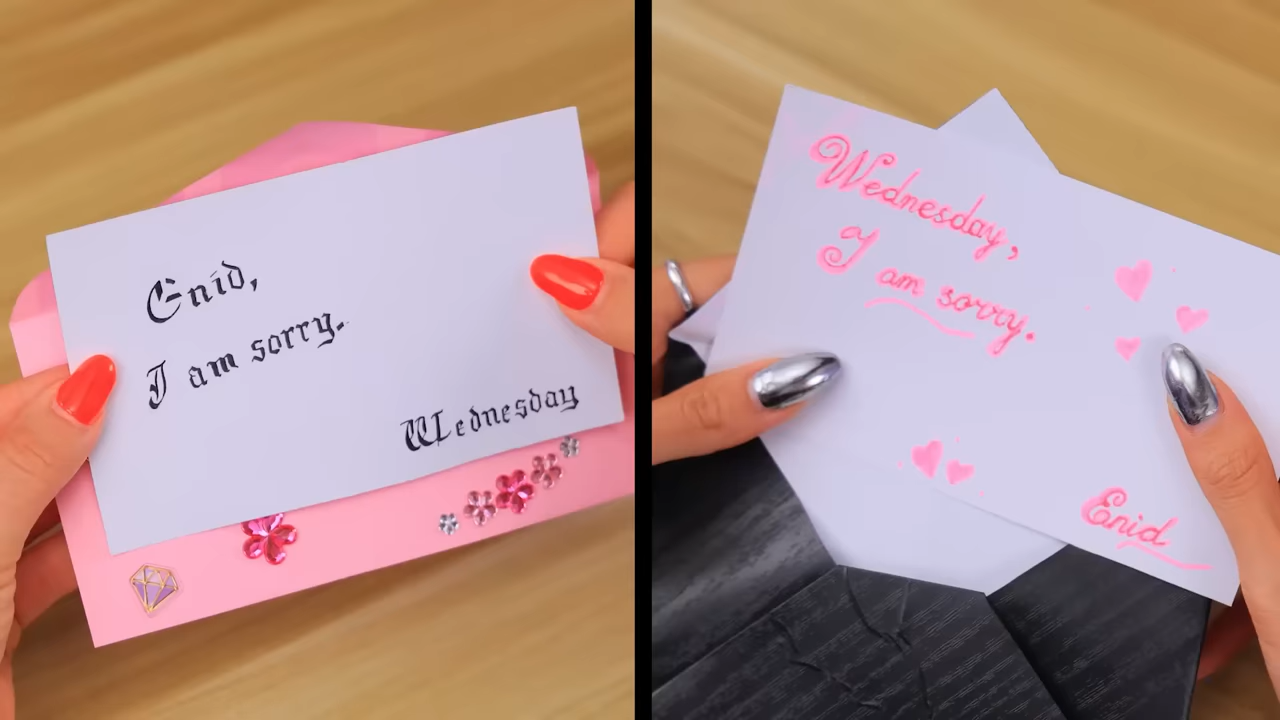 Enid,
I am sorry.
Wednesday
Wednesday,
I am sorry.
Enid